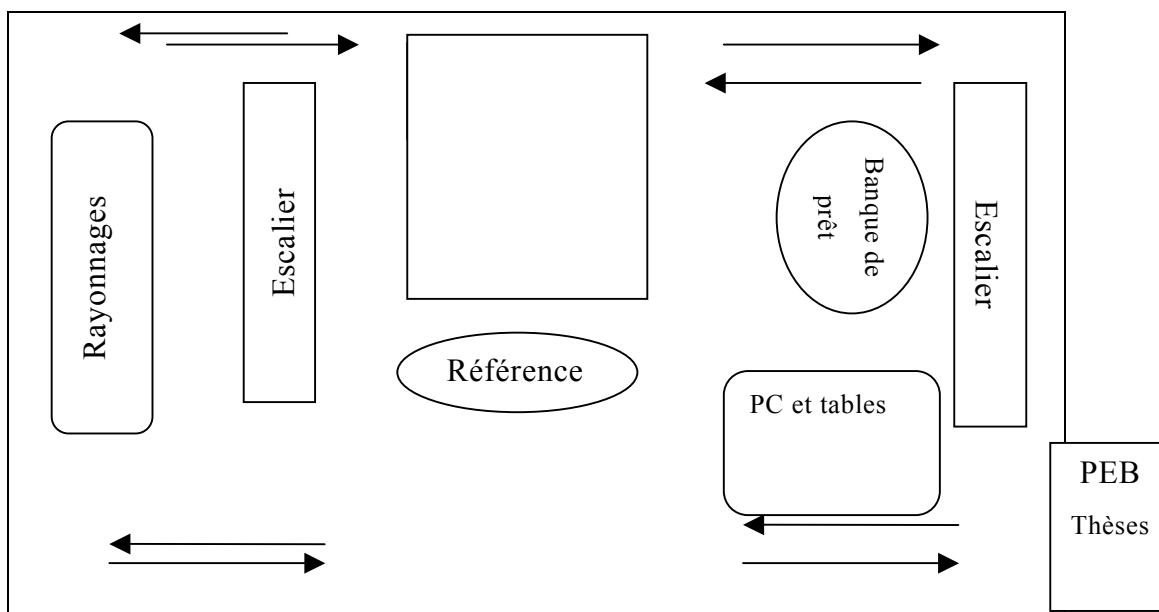 Rayonnages
Escalier
Référence
Banque de
prêt
Escalier
PC et tables
PEB
Thèses